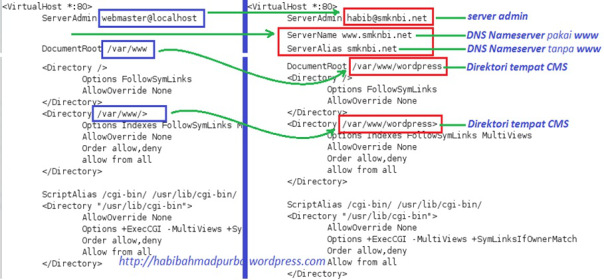 <VirtualHost *:80>
ServerAdmin webmaster@localhost
DocumentRoot /var/www
<Directory />
Options FollowSymLinks
AllowOverride None
</Directory>
<Directory /var/www/>
Options Indexes FollowSymLinks M
AllowOverride None
Order allow,deny
allow from all
</Directory>
ScriptAlias /cgi-bin/ /usr/lib/cgi-bin/
<Directory "/usr/lib/cgi-bin">
AllowOverride None
Options +ExecCGI -MultiViews +Sy
Order allow,deny
Allow from all
</Directory>
<VirtualHost *:80>
ServerAdmin habib@smknbi.net
ServerName www.smknbi.net
ServerAlias smknbi.net
DocumentRoot /var/www/wordpress
<Directory />
Options FollowSymLinks
AllowOverride None
</Directory>
<Directory /var/www/wordpress>
Options Indexes FollowSymLinks MultiViews
AllowOverride None
Order allow,deny
allow from all
</Directory>
ScriptAlias /cgi-bin/ /usr/lib/cgi-bin/
<Directory "/usr/lib/cgi-bin">
AllowOverride None
Options +ExecCGI -MultiViews +SymLinksIfOwnerMatch
Order allow,deny
Allow from all
</Directory>
server admin
DNS Nameserver pakai www
DNS Nameserver tanpa www
Direktori tempat CMS
Direktori tempat CMS
http://habibahmadpurba.wordpress.com